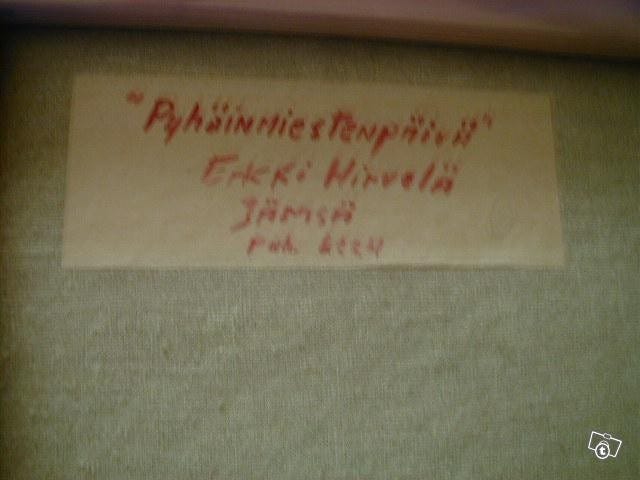 "Pyhäinmiestenpäivä"
Erkki Hirvelä
Jämsä
puh.